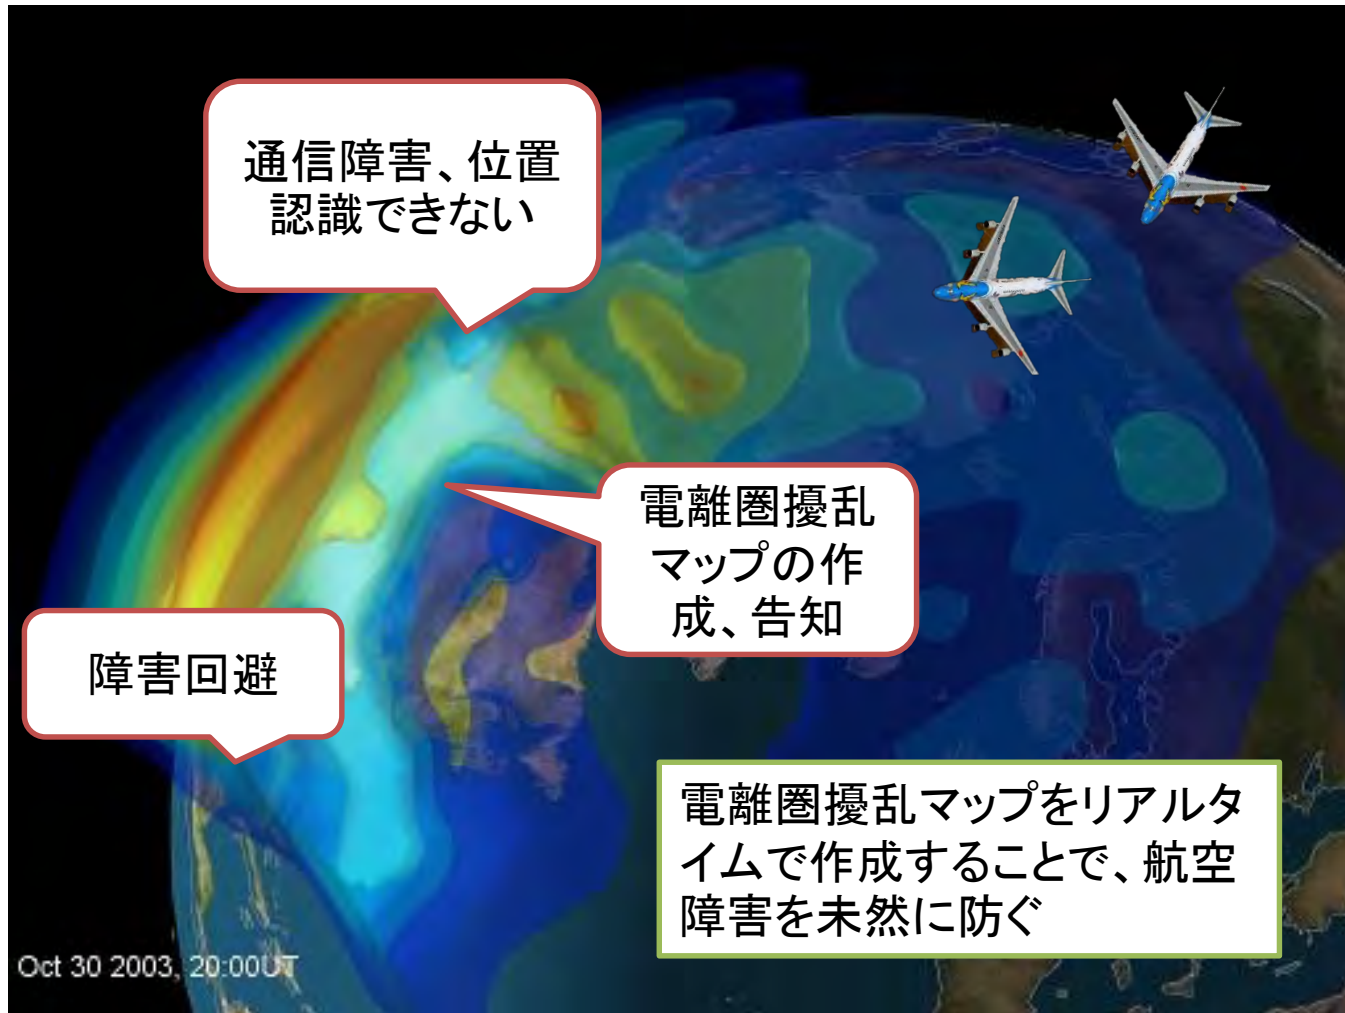 通信障害、位置
認識できない
電離圏擾乱
マップの作
成、告知
障害回避
電離圏擾乱マップをリアルタ
イムで作成することで、航空
障害を未然に防ぐ
Oct 30 2003, 20:00UT